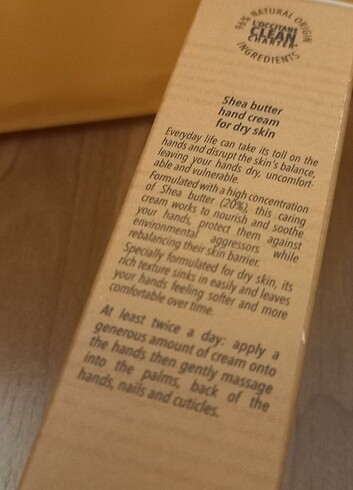 95% NATURAL ORIGIN
L'OCCITANE
CLEAN
CHARTER
INGREDIENTS
Shea butter
hand cream
for dry skin
Everyday life can take its toll on the
hands and disrupt the skin's balance,
leaving your hands dry, uncomfort-
able and vulnerable.
Formulated with a high concentration
of Shea butter (20%), this caring
cream works to nourish and soothe
your hands, protect them against
environmental aggressors while
rebalancing their skin barrier.
Specially formulated for dry skin, its
rich texture sinks in easily and leaves
your hands feeling softer and more
comfortable over time.
At least twice a day: apply a
generous amount of cream onto
the hands then gently massage
into the palms, back of the
hands, nails and cuticles.